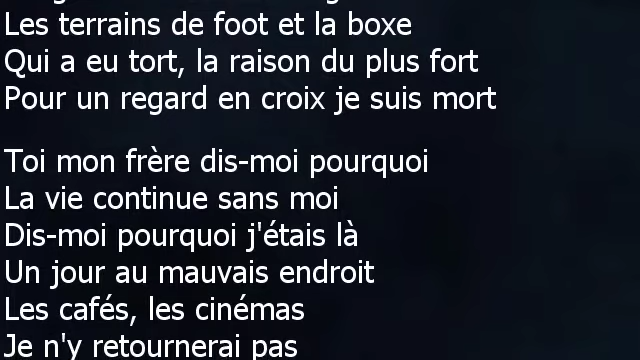 Les terrains de foot et la boxe
Qui a eu tort, la raison du plus fort
Pour un regard en croix je suis mort
Toi mon frère dis-moi pourquoi
La vie continue sans moi
Dis-moi pourquoi j'étais là
Un jour au mauvais endroit
Les cafés, les cinémas
Je n'y retournerai pas